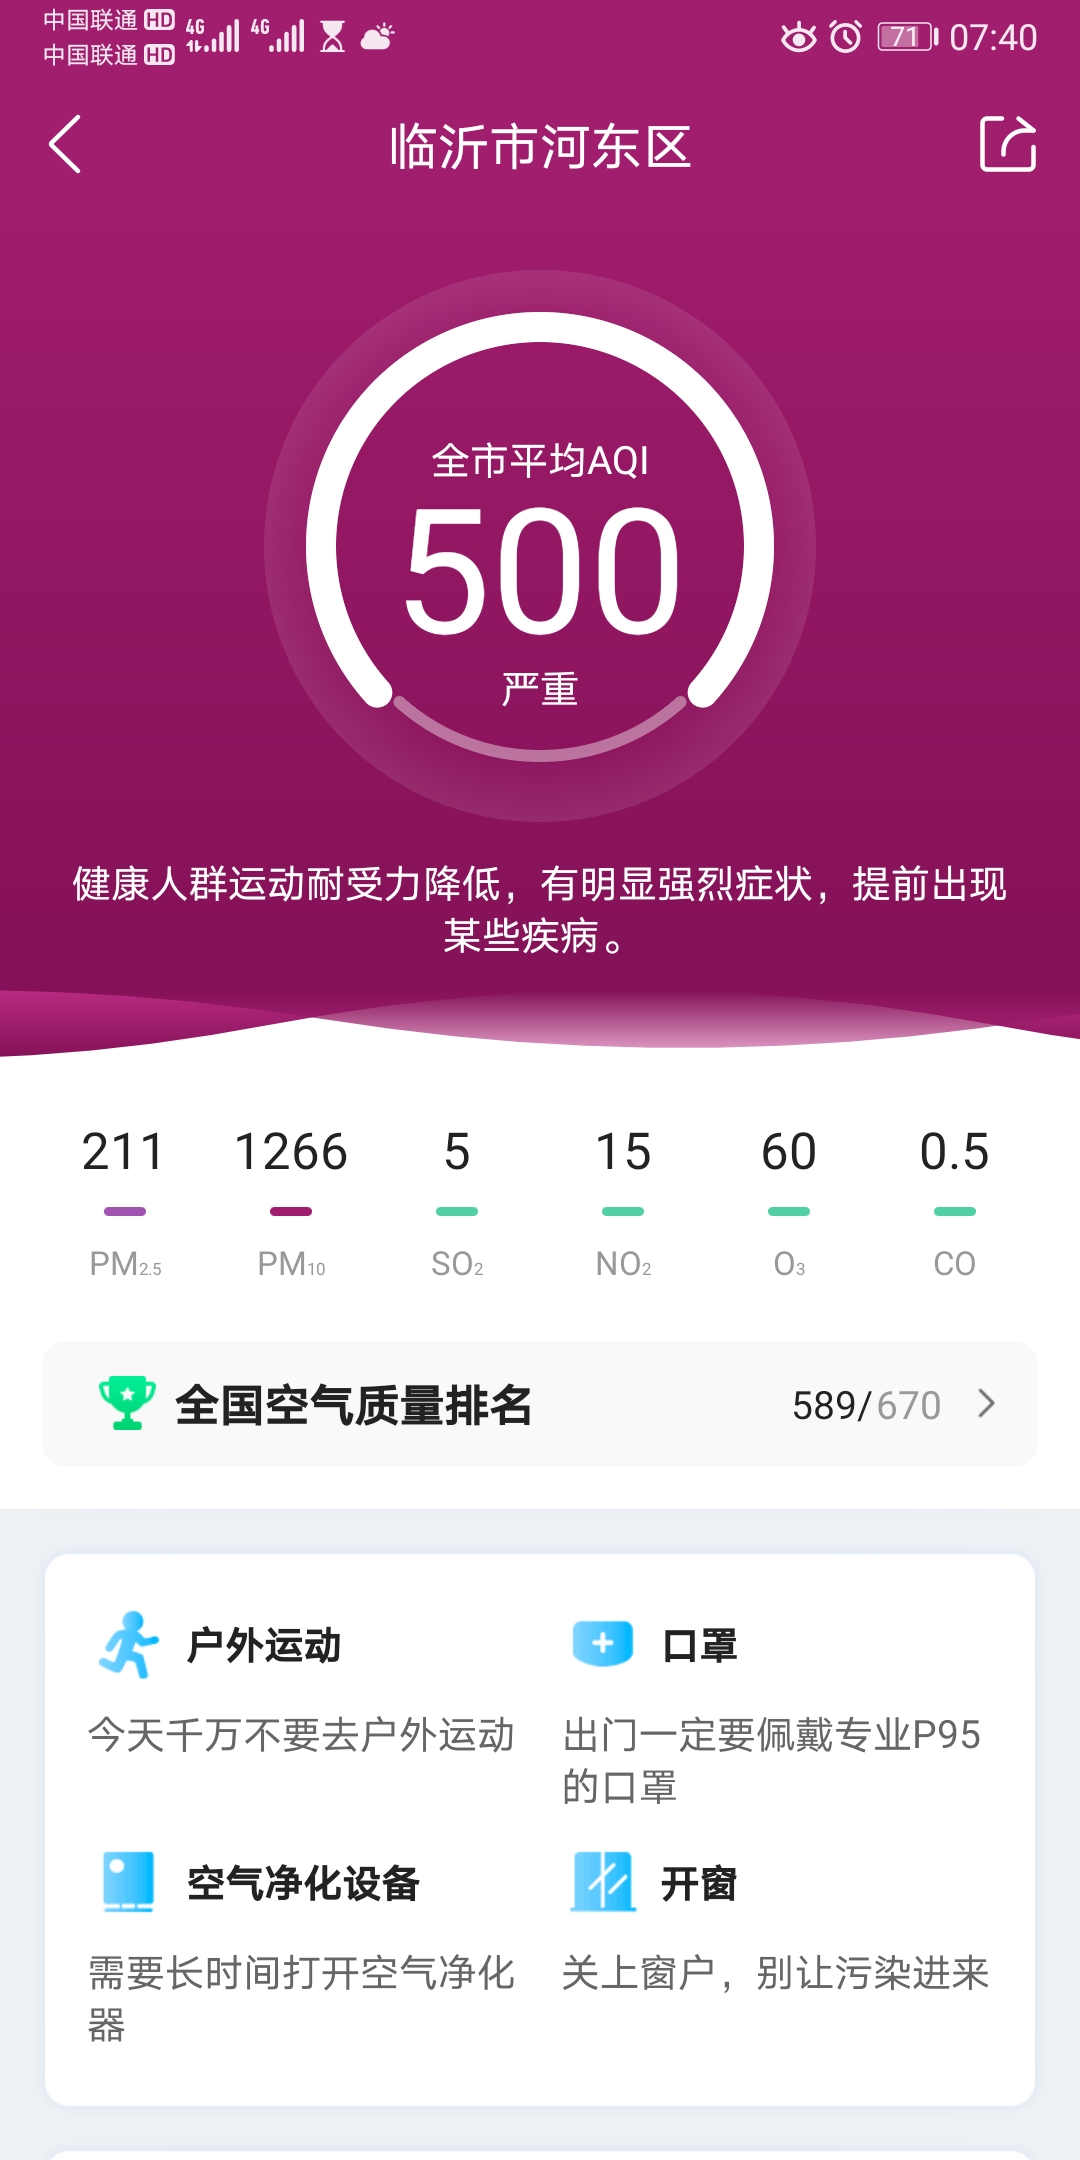 中国联通 HD 4G 4G 71 07:40
中国联通 HD
临沂市河东区
全市平均AQI
500
严重
健康人群运动耐受力降低，有明显强烈症状，提前出现
某些疾病。
211 1266 5 15 60 0.5
PM2.5 PM10 SO2 NO2 O3 CO
全国空气质量排名 589/670
户外运动 口罩
今天千万不要去户外运动 出门一定要佩戴专业P95
的口罩
空气净化设备 开窗
需要长时间打开空气净化 关上窗户，别让污染进来
器